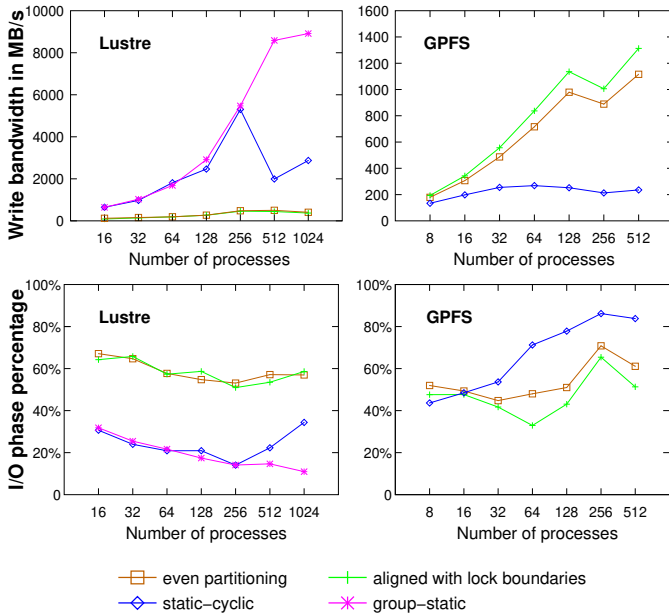 Write bandwidth in MB/s
Lustre
10000
8000
6000
4000
2000
0
16 32 64 128 256 512 1024
Number of processes
GPFS
1600
1400
1200
1000
800
600
400
200
0
8 16 32 64 128 256 512
Number of processes
I/O phase percentage
Lustre
100%
80%
60%
40%
20%
0
16 32 64 128 256 512 1024
Number of processes
GPFS
100%
80%
60%
40%
20%
0
8 16 32 64 128 256 512
Number of processes
even partitioning
aligned with lock boundaries
static-cyclic
group-static